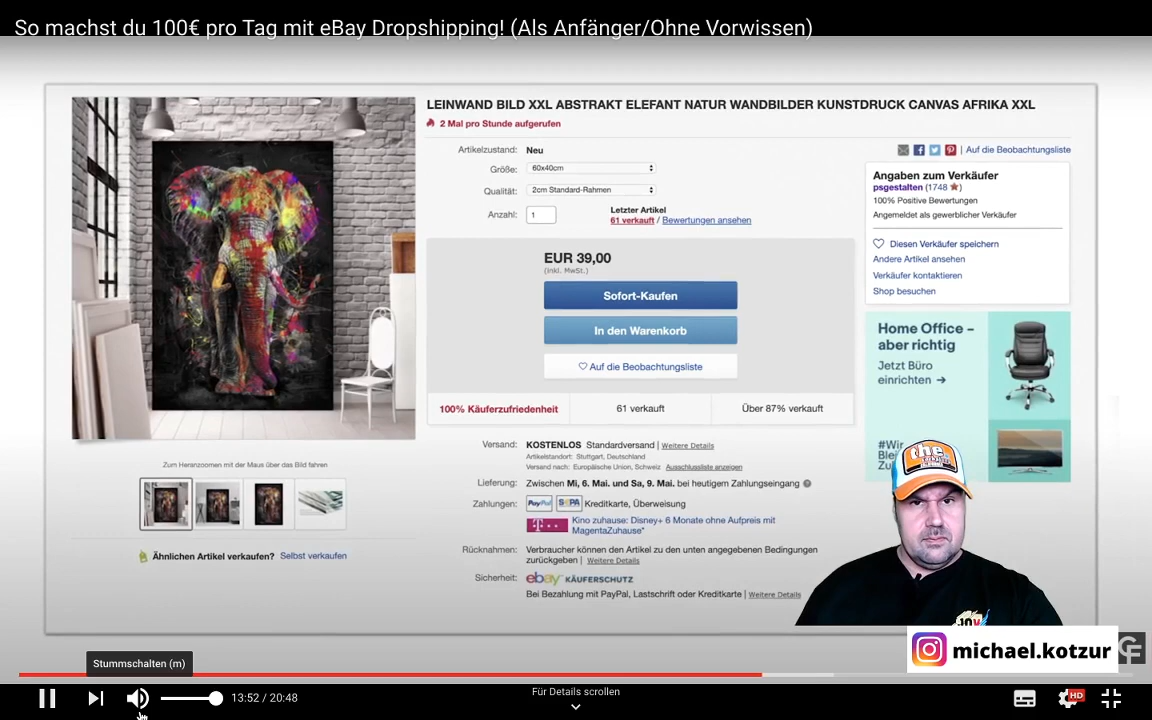 So machst du 100€ pro Tag mit eBay Dropshipping! (Als Anfänger/Ohne Vorwissen)
LEINWAND BILD XXL ABSTRAKT ELEFANT NATUR WANDBILDER KUNSTDRUCK CANVAS AFRIKA XXL
2 Mal pro Stunde aufgerufen
Artikelzustand: Neu
Größe: 60x40cm
Qualität: 2cm Standard-Rahmen
Anzahl: 1
Letzter Artikel
61 verkauft / Bewertungen ansehen
EUR 39,00
(inkl. MwSt.)
Sofort-Kaufen
In den Warenkorb
Auf die Beobachtungsliste
100% Käuferzufriedenheit
61 verkauft
Über 87% verkauft
Versand: KOSTENLOS Standardversand | Weitere Details
Artikelstandort: Stuttgart, Deutschland
Versand nach: Europäische Union, Schweiz Ausschlussliste anzeigen
Lieferung: Zwischen Mi, 6. Mai. und Sa, 9. Mai. bei heutigem Zahlungseingang
Zahlungen: PayPal SEPA Kreditkarte, Überweisung
Kino zuhause: Disney+ 6 Monate ohne Aufpreis mit
MagentaZuhause*
Rücknahmen: Verbraucher können den Artikel zu den unten angegebenen Bedingungen
zurückgeben | Weitere Details
Sicherheit: ebay KÄUFERSCHUTZ
Bei Bezahlung mit PayPal, Lastschrift oder Kreditkarte | Weitere Details
| Auf die Beobachtungsliste
Angaben zum Verkäufer
psgestalten (1748)
100% Positive Bewertungen
Angemeldet als gewerblicher Verkäufer
Diesen Verkäufer speichern
Andere Artikel ansehen
Verkäufer kontaktieren
Shop besuchen
Home Office –
aber richtig
Jetzt Büro
einrichten →
#Wir
Ble
Zu
the
Zum Heranzoomen mit der Maus über das Bild fahren
Ähnlichen Artikel verkaufen? Selbst verkaufen
michael.kotzur
Stummschalten (m)
13:52 / 20:48
Für Details scrollen
HD